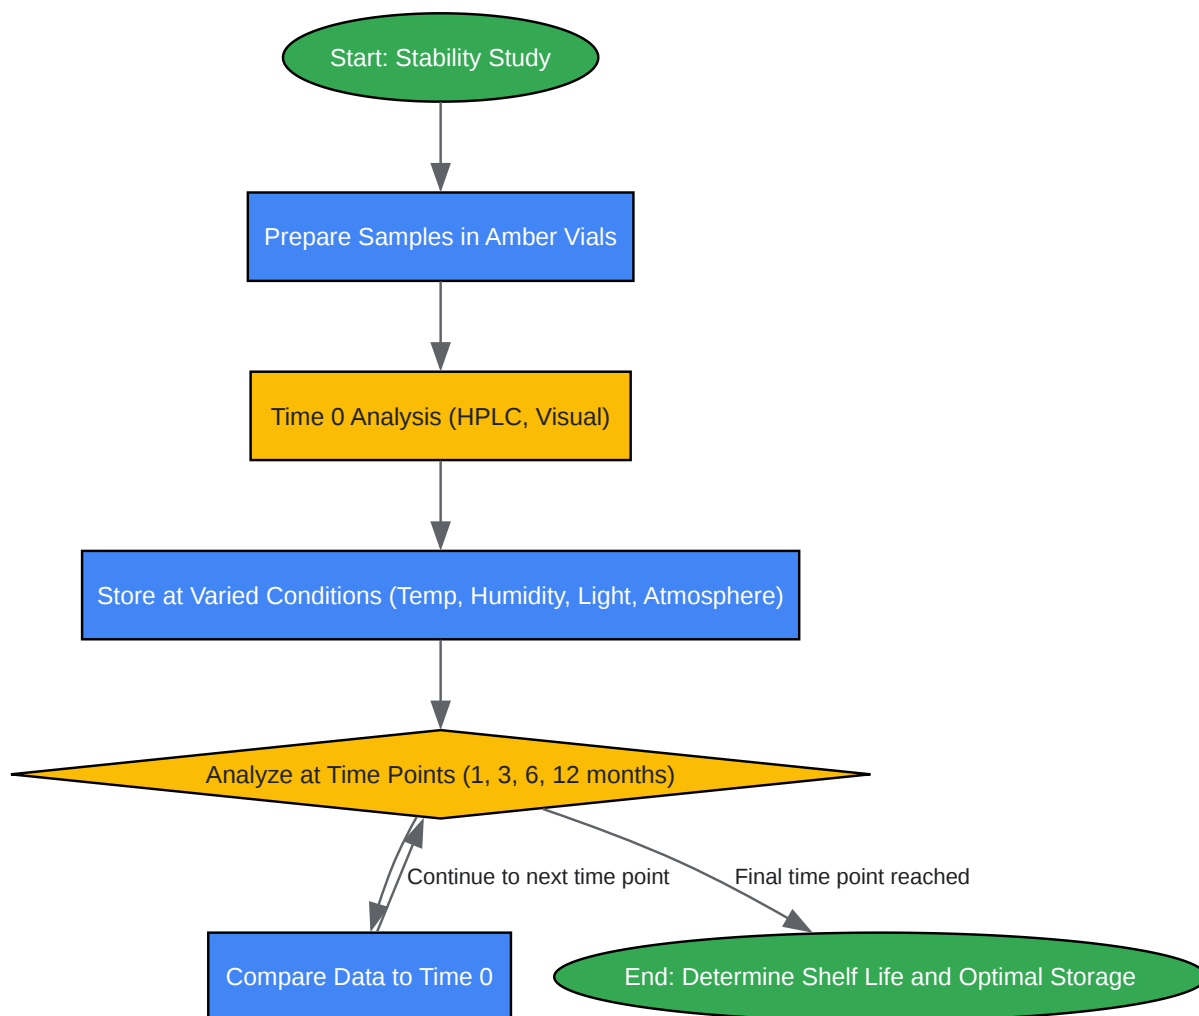 Start: Stability Study
Prepare Samples in Amber Vials
Time 0 Analysis (HPLC, Visual)
Store at Varied Conditions (Temp, Humidity, Light, Atmosphere)
Analyze at Time Points (1, 3, 6, 12 months)
Continue to next time point
Final time point reached
Compare Data to Time 0
End: Determine Shelf Life and Optimal Storage